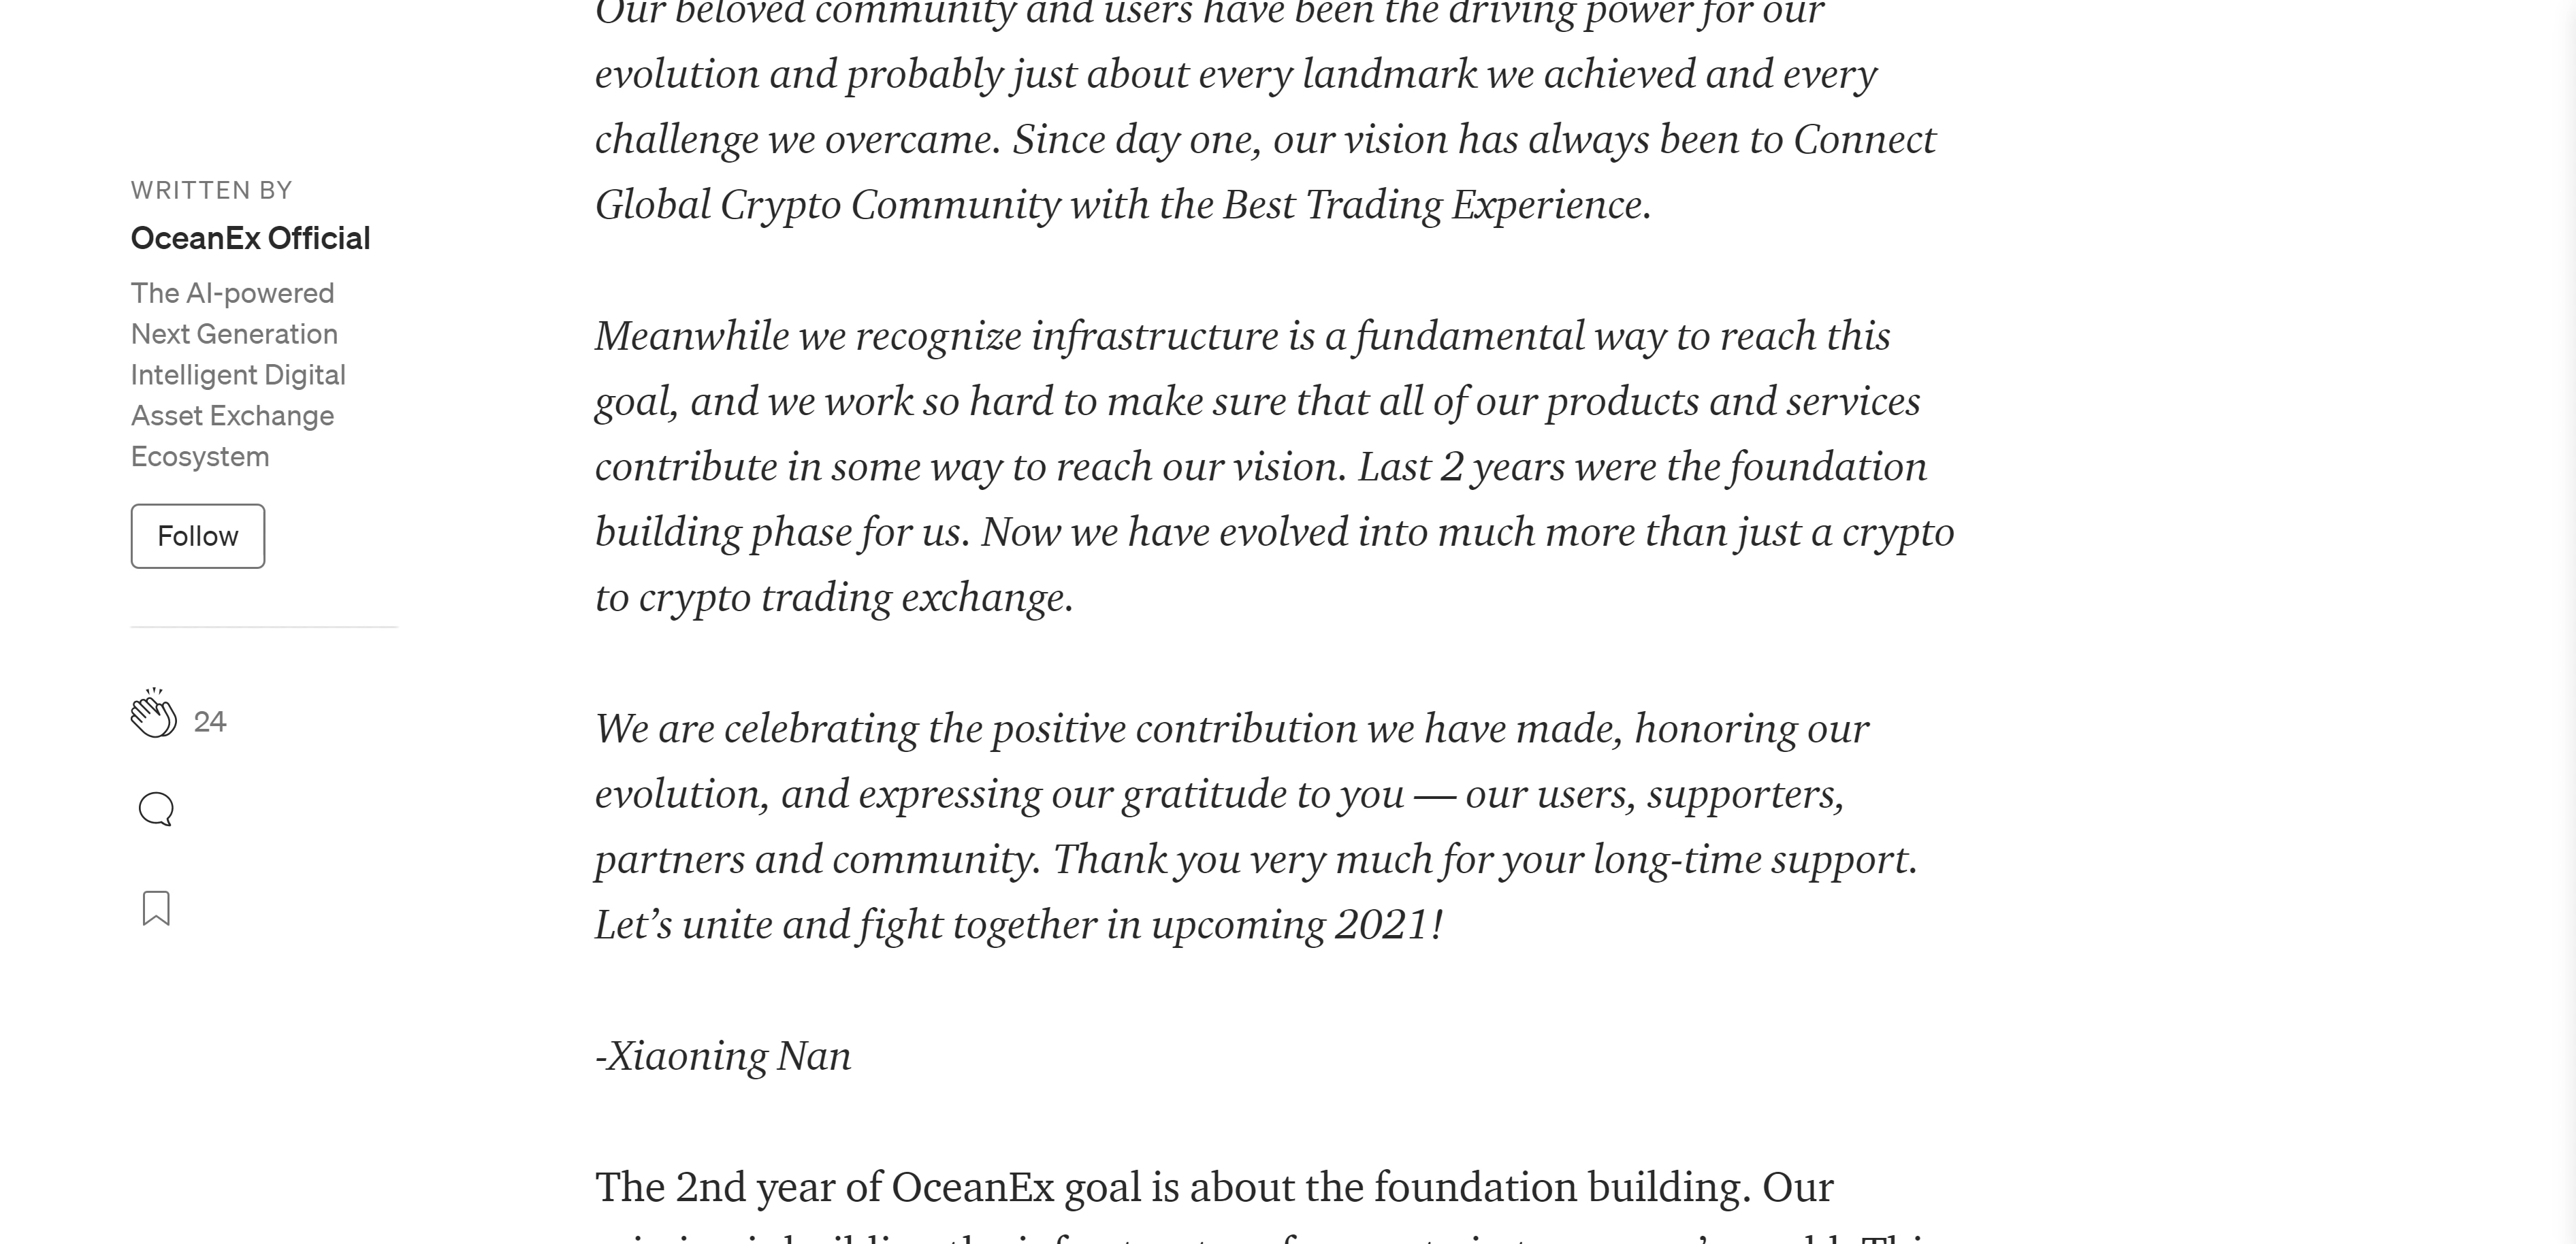 Our beloved community and users have been the driving power for our
evolution and probably just about every landmark we achieved and every
challenge we overcame. Since day one, our vision has always been to Connect
Global Crypto Community with the Best Trading Experience.
Meanwhile we recognize infrastructure is a fundamental way to reach this
goal, and we work so hard to make sure that all of our products and services
contribute in some way to reach our vision. Last 2 years were the foundation
building phase for us. Now we have evolved into much more than just a crypto
to crypto trading exchange.
We are celebrating the positive contribution we have made, honoring our
evolution, and expressing our gratitude to you — our users, supporters,
partners and community. Thank you very much for your long-time support.
Let’s unite and fight together in upcoming 2021!
-Xiaoning Nan
The 2nd year of OceanEx goal is about the foundation building. Our
WRITTEN BY
OceanEx Official
The AI-powered
Next Generation
Intelligent Digital
Asset Exchange
Ecosystem
Follow
24